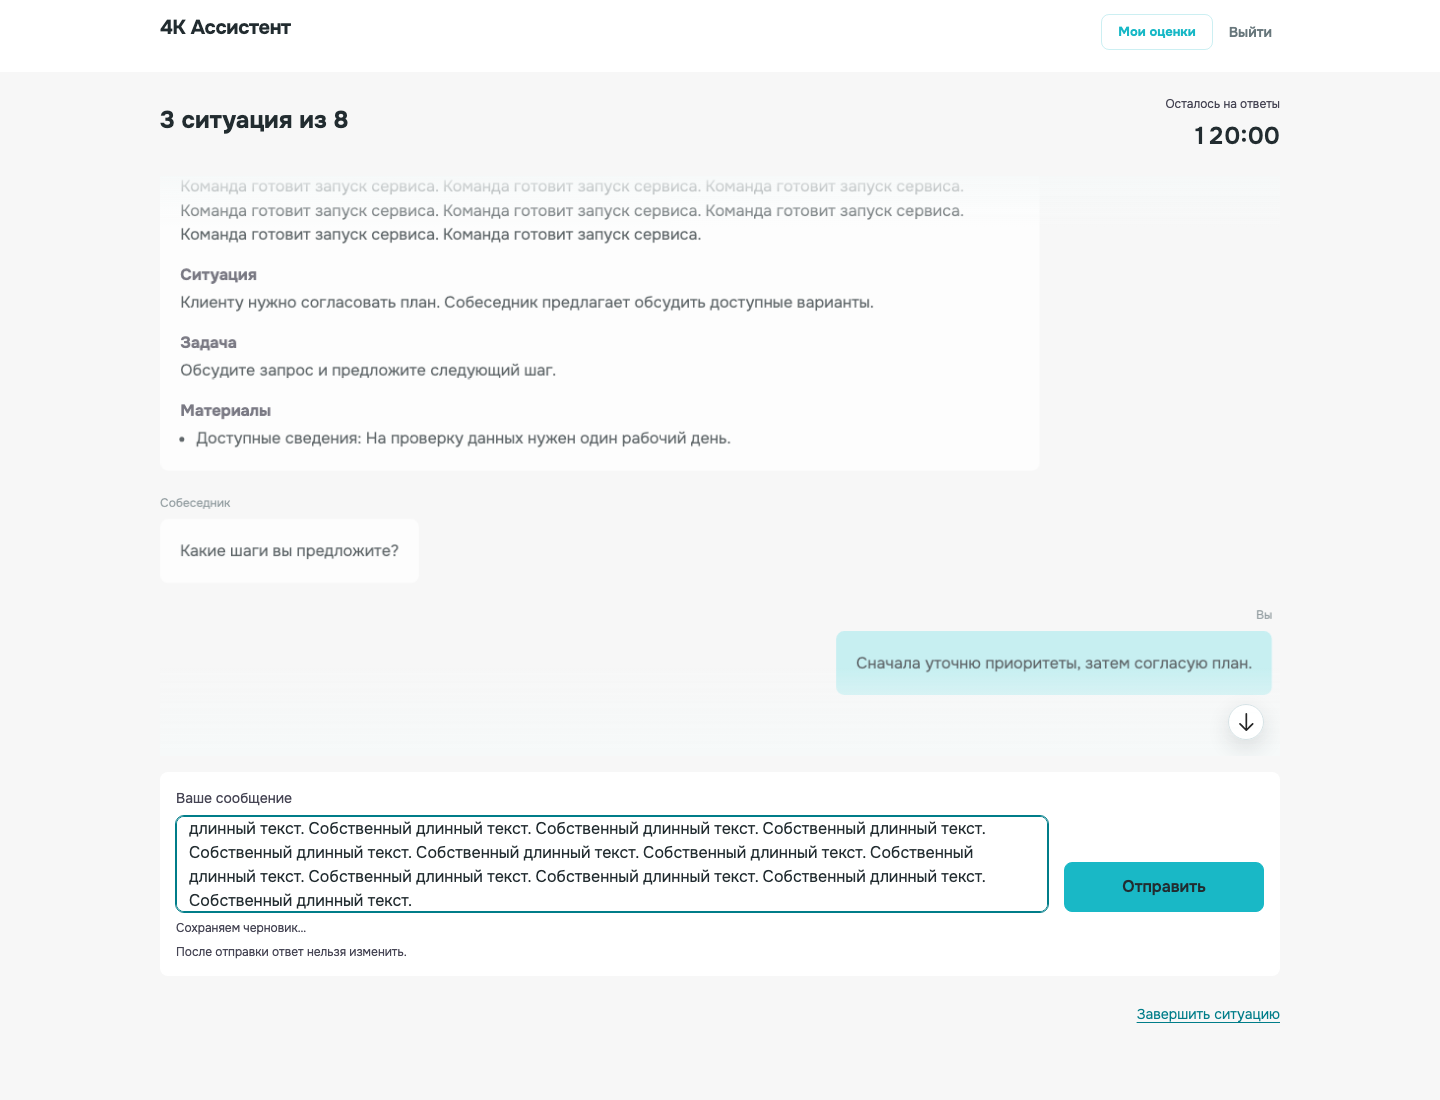 4К Ассистент
Мои оценки
Выйти
3 ситуация из 8
Осталось на ответы
120:00
Команда готовит запуск сервиса. Команда готовит запуск сервиса. Команда готовит запуск сервиса.
Команда готовит запуск сервиса. Команда готовит запуск сервиса. Команда готовит запуск сервиса.
Команда готовит запуск сервиса. Команда готовит запуск сервиса.
Ситуация
Клиенту нужно согласовать план. Собеседник предлагает обсудить доступные варианты.
Задача
Обсудите запрос и предложите следующий шаг.
Материалы
• Доступные сведения: На проверку данных нужен один рабочий день.
Собеседник
Какие шаги вы предложите?
Вы
Сначала уточню приоритеты, затем согласую план.
Ваше сообщение
длинный текст. Собственный длинный текст. Собственный длинный текст. Собственный длинный текст.
Собственный длинный текст. Собственный длинный текст. Собственный длинный текст. Собственный
длинный текст. Собственный длинный текст. Собственный длинный текст. Собственный длинный текст.
Собственный длинный текст.
Отправить
Сохраняем черновик...
После отправки ответ нельзя изменить.
Завершить ситуацию